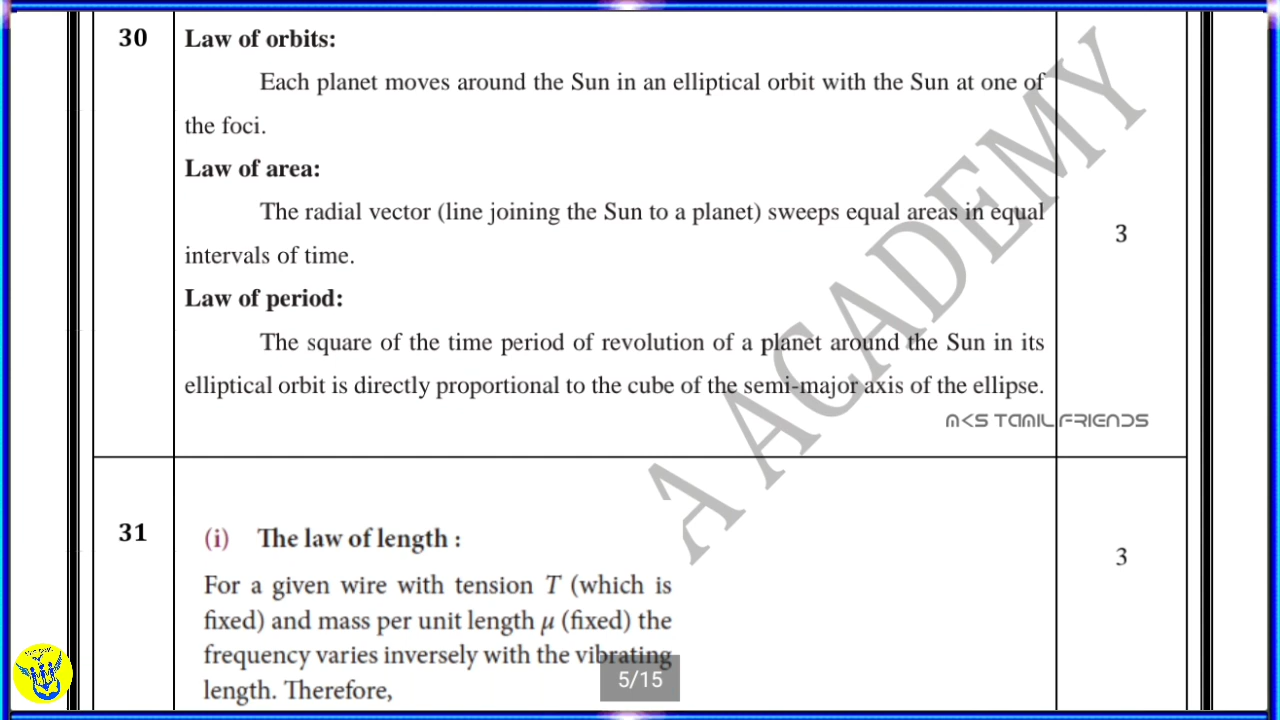 30
Law of orbits:
Each planet moves around the Sun in an elliptical orbit with the Sun at one of
the foci.
Law of area:
The radial vector (line joining the Sun to a planet) sweeps equal areas in equal
intervals of time.
3
Law of period:
The square of the time period of revolution of a planet around the Sun in its
elliptical orbit is directly proportional to the cube of the semi-major axis of the ellipse.
MKS TAMIL FRIENDS
A ACADEMY
31
(i) The law of length :
3
For a given wire with tension T (which is
fixed) and mass per unit length μ (fixed) the
frequency varies inversely with the vibrating
length. Therefore,
5/15